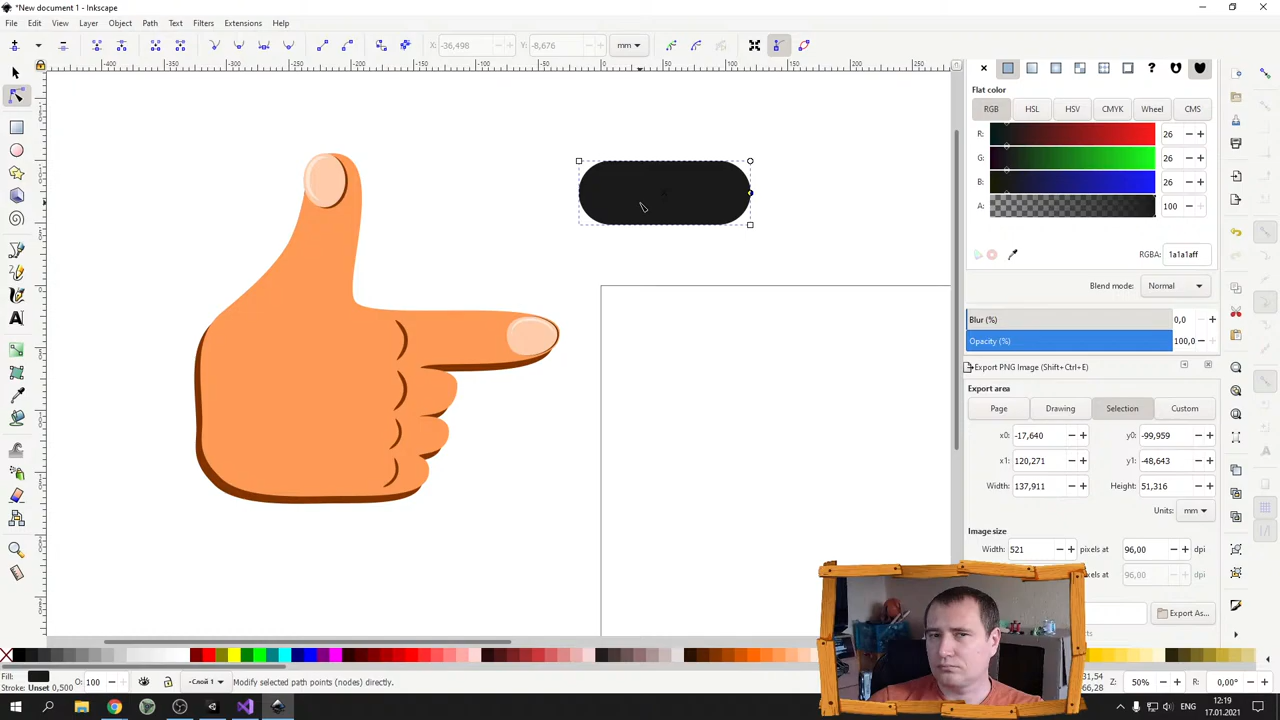 *New document 1 - Inkscape
File Edit View Layer Object Path Text Filters Extensions Help
X: -36,498 Y: -8,676 mm
Flat color
RGB HSL HSV CMYK Wheel CMS
R: 26
G: 26
B: 26
A: 100
RGBA: 1a1a1aff
Blend mode: Normal
Blur (%) 0,0
Opacity (%) 100,0
Export PNG Image (Shift+Ctrl+E)
Export area
Page Drawing Selection Custom
x0: -17,640 y0: -99,959
x1: 120,271 y1: -48,643
Width: 137,911 Height: 51,316
Units: mm
Image size
Width: 521 pixels at 96,00 dpi
pixels at 96,00 dpi
Export As...
Fill:
Stroke: Unset 0,500
O: 100
-Слой 1
Modify selected path points (nodes) directly.
Z: 50% R: 0,00°
12:19
17.01.2021